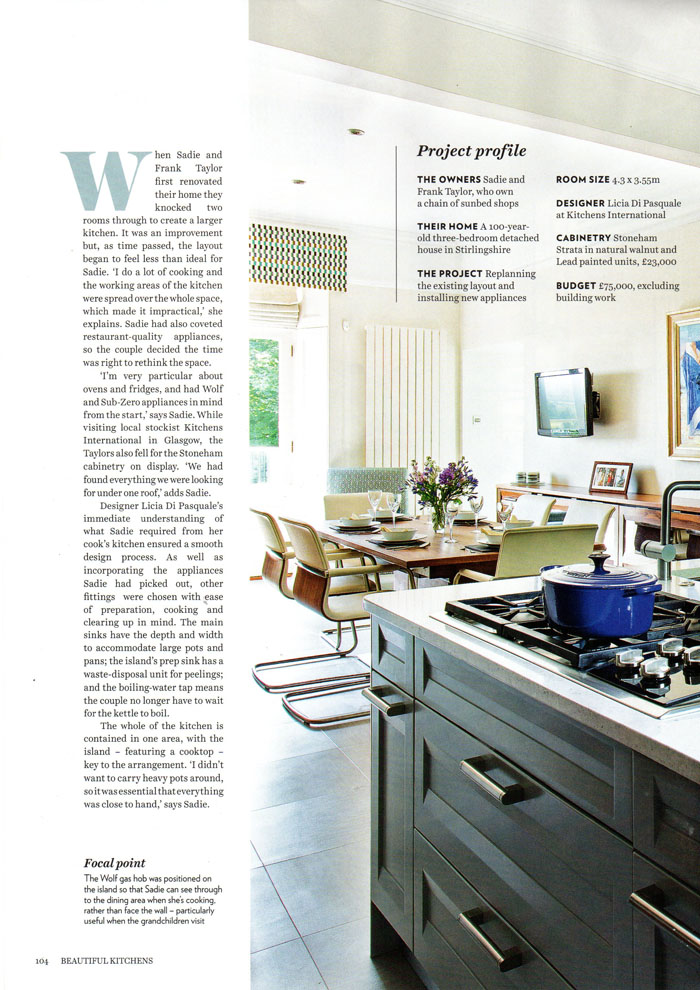 When Sadie and
Frank Taylor
first renovated
their home they
knocked two
rooms through to create a larger
kitchen. It was an improvement
but, as time passed, the layout
began to feel less than ideal for
Sadie. ‘I do a lot of cooking and
the working areas of the kitchen
were spread over the whole space,
which made it impractical,’ she
explains. Sadie had also coveted
restaurant-quality appliances,
so the couple decided the time
was right to rethink the space.
‘I’m very particular about
ovens and fridges, and had Wolf
and Sub-Zero appliances in mind
from the start,’ says Sadie. While
visiting local stockist Kitchens
International in Glasgow, the
Taylors also fell for the Stoneham
cabinetry on display. ‘We had
found everything we were looking
for under one roof,’ adds Sadie.
Designer Licia Di Pasquale’s
immediate understanding of
what Sadie required from her
cook’s kitchen ensured a smooth
design process. As well as
incorporating the appliances
Sadie had picked out, other
fittings were chosen with ease
of preparation, cooking and
clearing up in mind. The main
sinks have the depth and width
to accommodate large pots and
pans; the island’s prep sink has a
waste-disposal unit for peelings;
and the boiling-water tap means
the couple no longer have to wait
for the kettle to boil.
The whole of the kitchen is
contained in one area, with the
island – featuring a cooktop –
key to the arrangement. ‘I didn’t
want to carry heavy pots around,
so it was essential that everything
was close to hand,’ says Sadie.
Focal point
The Wolf gas hob was positioned on
the island so that Sadie can see through
to the dining area when she’s cooking,
rather than face the wall – particularly
useful when the grandchildren visit
Project profile
THE OWNERS Sadie and
Frank Taylor, who own
a chain of sunbed shops
THEIR HOME A 100-year-
old three-bedroom detached
house in Stirlingshire
THE PROJECT Replanning
the existing layout and
installing new appliances
ROOM SIZE 4.3 x 3.55m
DESIGNER Licia Di Pasquale
at Kitchens International
CABINETRY Stoneham
Strata in natural walnut and
Lead painted units, £23,000
BUDGET £75,000, excluding
building work
104 BEAUTIFUL KITCHENS